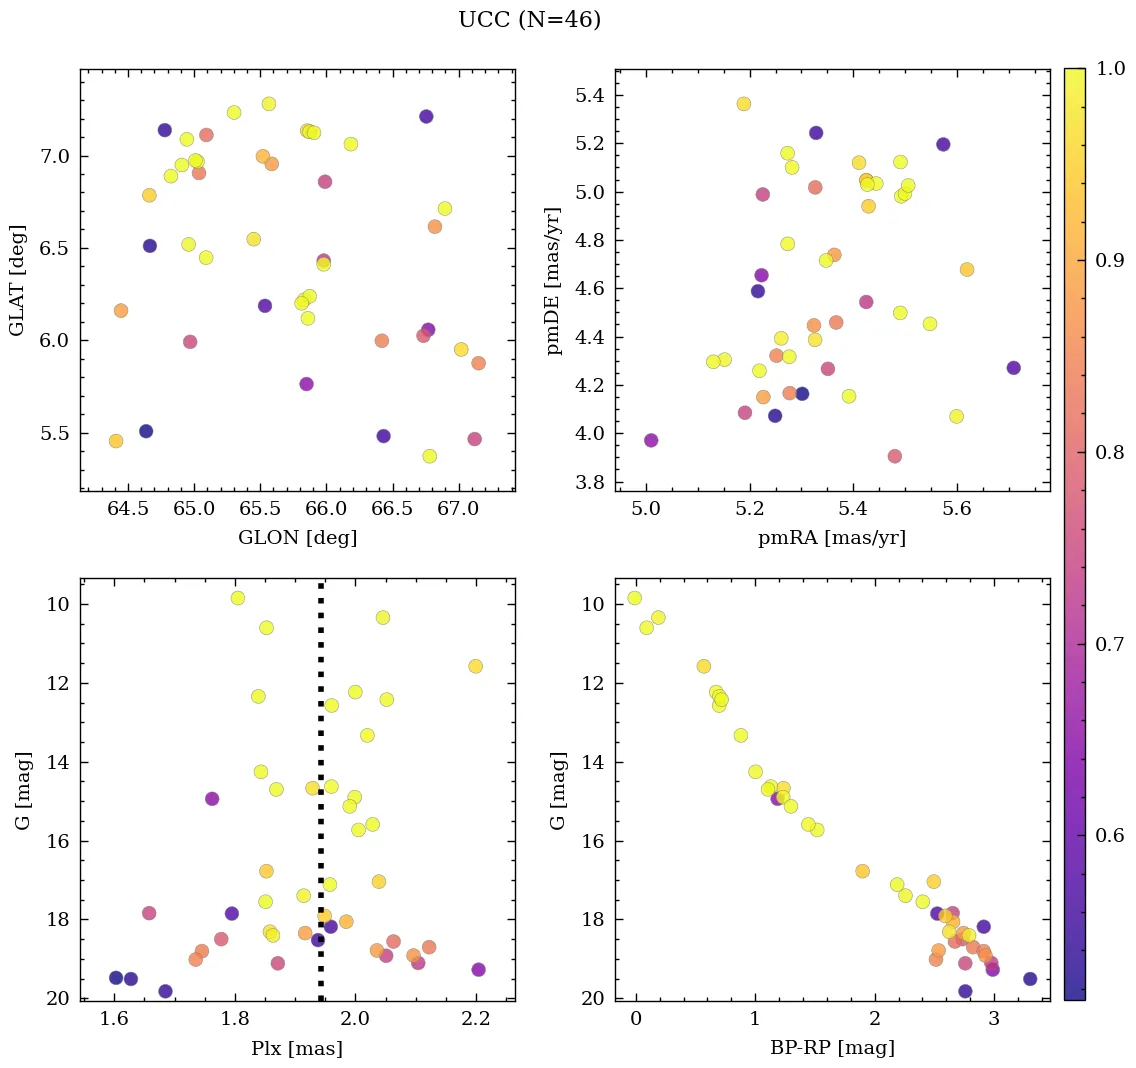 UCC (N=46)
7.0
6.5
6.0
5.5
GLAT [deg]
64.5 65.0 65.5 66.0 66.5 67.0
GLON [deg]
5.4
5.2
5.0
4.8
4.6
4.4
4.2
4.0
3.8
pmDE [mas/yr]
5.0 5.2 5.4 5.6
pmRA [mas/yr]
1.0
0.9
0.8
0.7
0.6
10
12
14
16
18
20
G [mag]
1.6 1.8 2.0 2.2
Plx [mas]
10
12
14
16
18
20
G [mag]
0 1 2 3
BP-RP [mag]